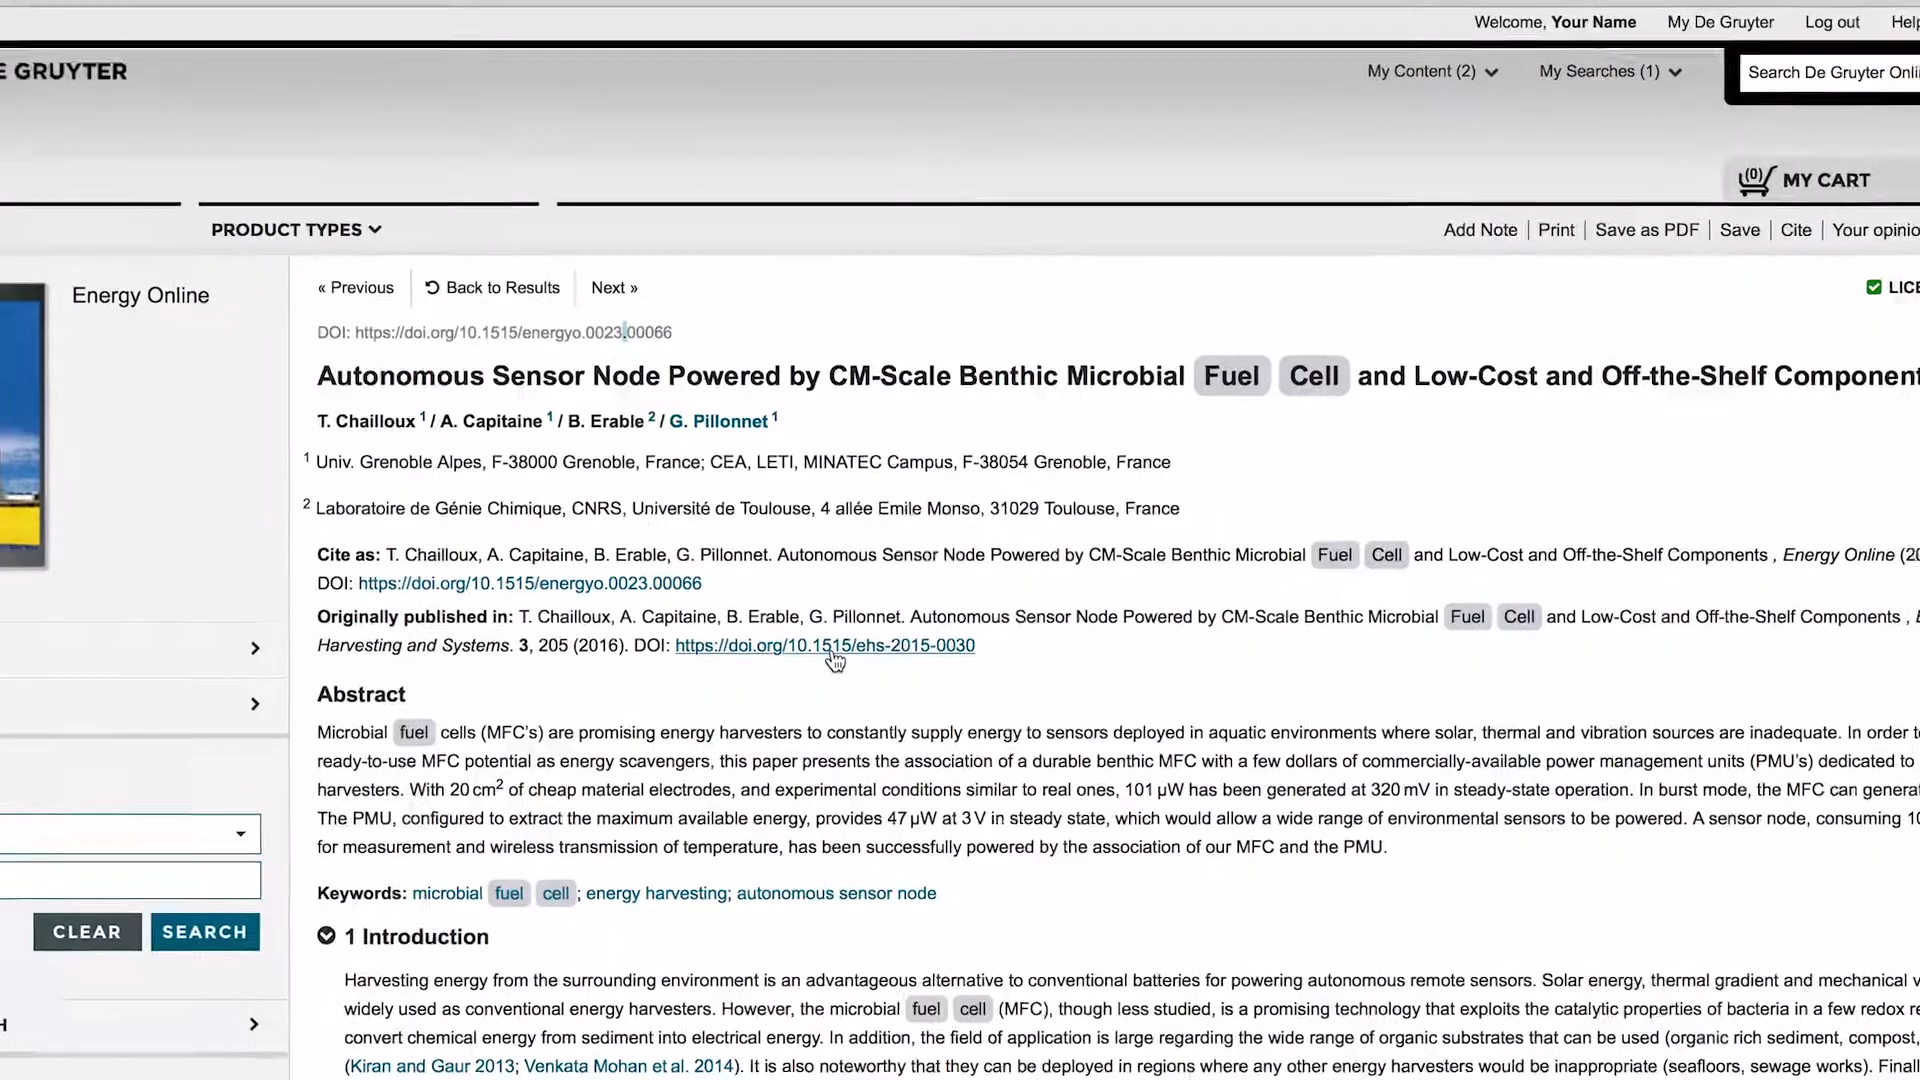 Welcome, Your Name My De Gruyter Log out Help
E GRUYTER My Content (2) My Searches (1) Search De Gruyter Onli
(0) MY CART
PRODUCT TYPES Add Note | Print | Save as PDF | Save | Cite | Your opinio
Energy Online
« Previous Back to Results Next » LICE
DOI: https://doi.org/10.1515/energyo.0023.00066
Autonomous Sensor Node Powered by CM-Scale Benthic Microbial Fuel Cell and Low-Cost and Off-the-Shelf Component
T. Chailloux 1 / A. Capitaine 1 / B. Erable 2 / G. Pillonnet 1
1 Univ. Grenoble Alpes, F-38000 Grenoble, France; CEA, LETI, MINATEC Campus, F-38054 Grenoble, France
2 Laboratoire de Génie Chimique, CNRS, Université de Toulouse, 4 allée Emile Monso, 31029 Toulouse, France
Cite as: T. Chailloux, A. Capitaine, B. Erable, G. Pillonnet. Autonomous Sensor Node Powered by CM-Scale Benthic Microbial Fuel Cell and Low-Cost and Off-the-Shelf Components , Energy Online (20
DOI: https://doi.org/10.1515/energyo.0023.00066
Originally published in: T. Chailloux, A. Capitaine, B. Erable, G. Pillonnet. Autonomous Sensor Node Powered by CM-Scale Benthic Microbial Fuel Cell and Low-Cost and Off-the-Shelf Components ,
Harvesting and Systems. 3, 205 (2016). DOI: https://doi.org/10.1515/ehs-2015-0030
Abstract
Microbial fuel cells (MFC's) are promising energy harvesters to constantly supply energy to sensors deployed in aquatic environments where solar, thermal and vibration sources are inadequate. In order t
ready-to-use MFC potential as energy scavengers, this paper presents the association of a durable benthic MFC with a few dollars of commercially-available power management units (PMU's) dedicated to
harvesters. With 20 cm2 of cheap material electrodes, and experimental conditions similar to real ones, 101 µW has been generated at 320 mV in steady-state operation. In burst mode, the MFC can genera
The PMU, configured to extract the maximum available energy, provides 47 µW at 3 V in steady state, which would allow a wide range of environmental sensors to be powered. A sensor node, consuming 10
for measurement and wireless transmission of temperature, has been successfully powered by the association of our MFC and the PMU.
Keywords: microbial fuel cell; energy harvesting; autonomous sensor node
CLEAR SEARCH
1 Introduction
Harvesting energy from the surrounding environment is an advantageous alternative to conventional batteries for powering autonomous remote sensors. Solar energy, thermal gradient and mechanical v
widely used as conventional energy harvesters. However, the microbial fuel cell (MFC), though less studied, is a promising technology that exploits the catalytic properties of bacteria in a few redox re
H
convert chemical energy from sediment into electrical energy. In addition, the field of application is large regarding the wide range of organic substrates that can be used (organic rich sediment, compost,
(Kiran and Gaur 2013; Venkata Mohan et al. 2014). It is also noteworthy that they can be deployed in regions where any other energy harvesters would be inappropriate (seafloors, sewage works). Finall